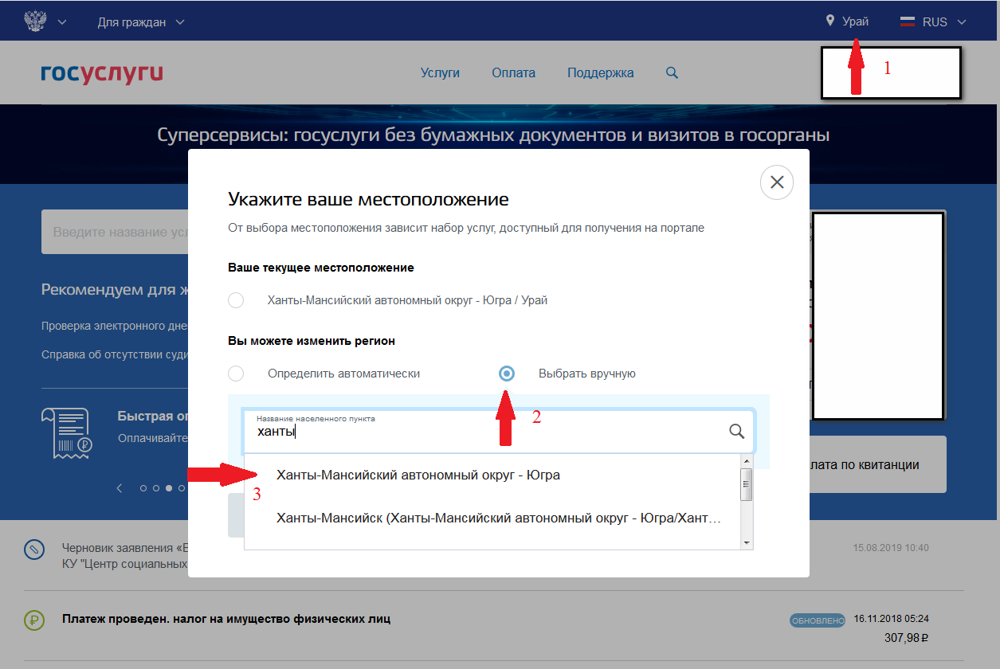 Для граждан
Урай
RUS
1
госуслуги
Услуги
Оплата
Поддержка
Суперсервисы: госуслуги без бумажных документов и визитов в госорганы
Укажите ваше местоположение
От выбора местоположения зависит набор услуг, доступный для получения на портале
Введите название
Ваше текущее местоположение
Рекомендуем для
Ханты-Мансийский автономный округ - Югра / Урай
Проверка электронного
Вы можете изменить регион
Справка об отсутствии
Определить автоматически
Выбрать вручную
2
Быстрая
Оплачивайте
Название населенного пункта
ханты
Ханты-Мансийский автономный округ - Югра
3
по квитанции
Ханты-Мансийск (Ханты-Мансийский автономный округ - Югра/Хант…
Черновик заявления
КУ "Центр социальных
15.08.2019 10:40
Платеж проведен. налог на имущество физических лиц
ОБНОВЛЕНО
16.11.2018 05:24
307,98 ₽